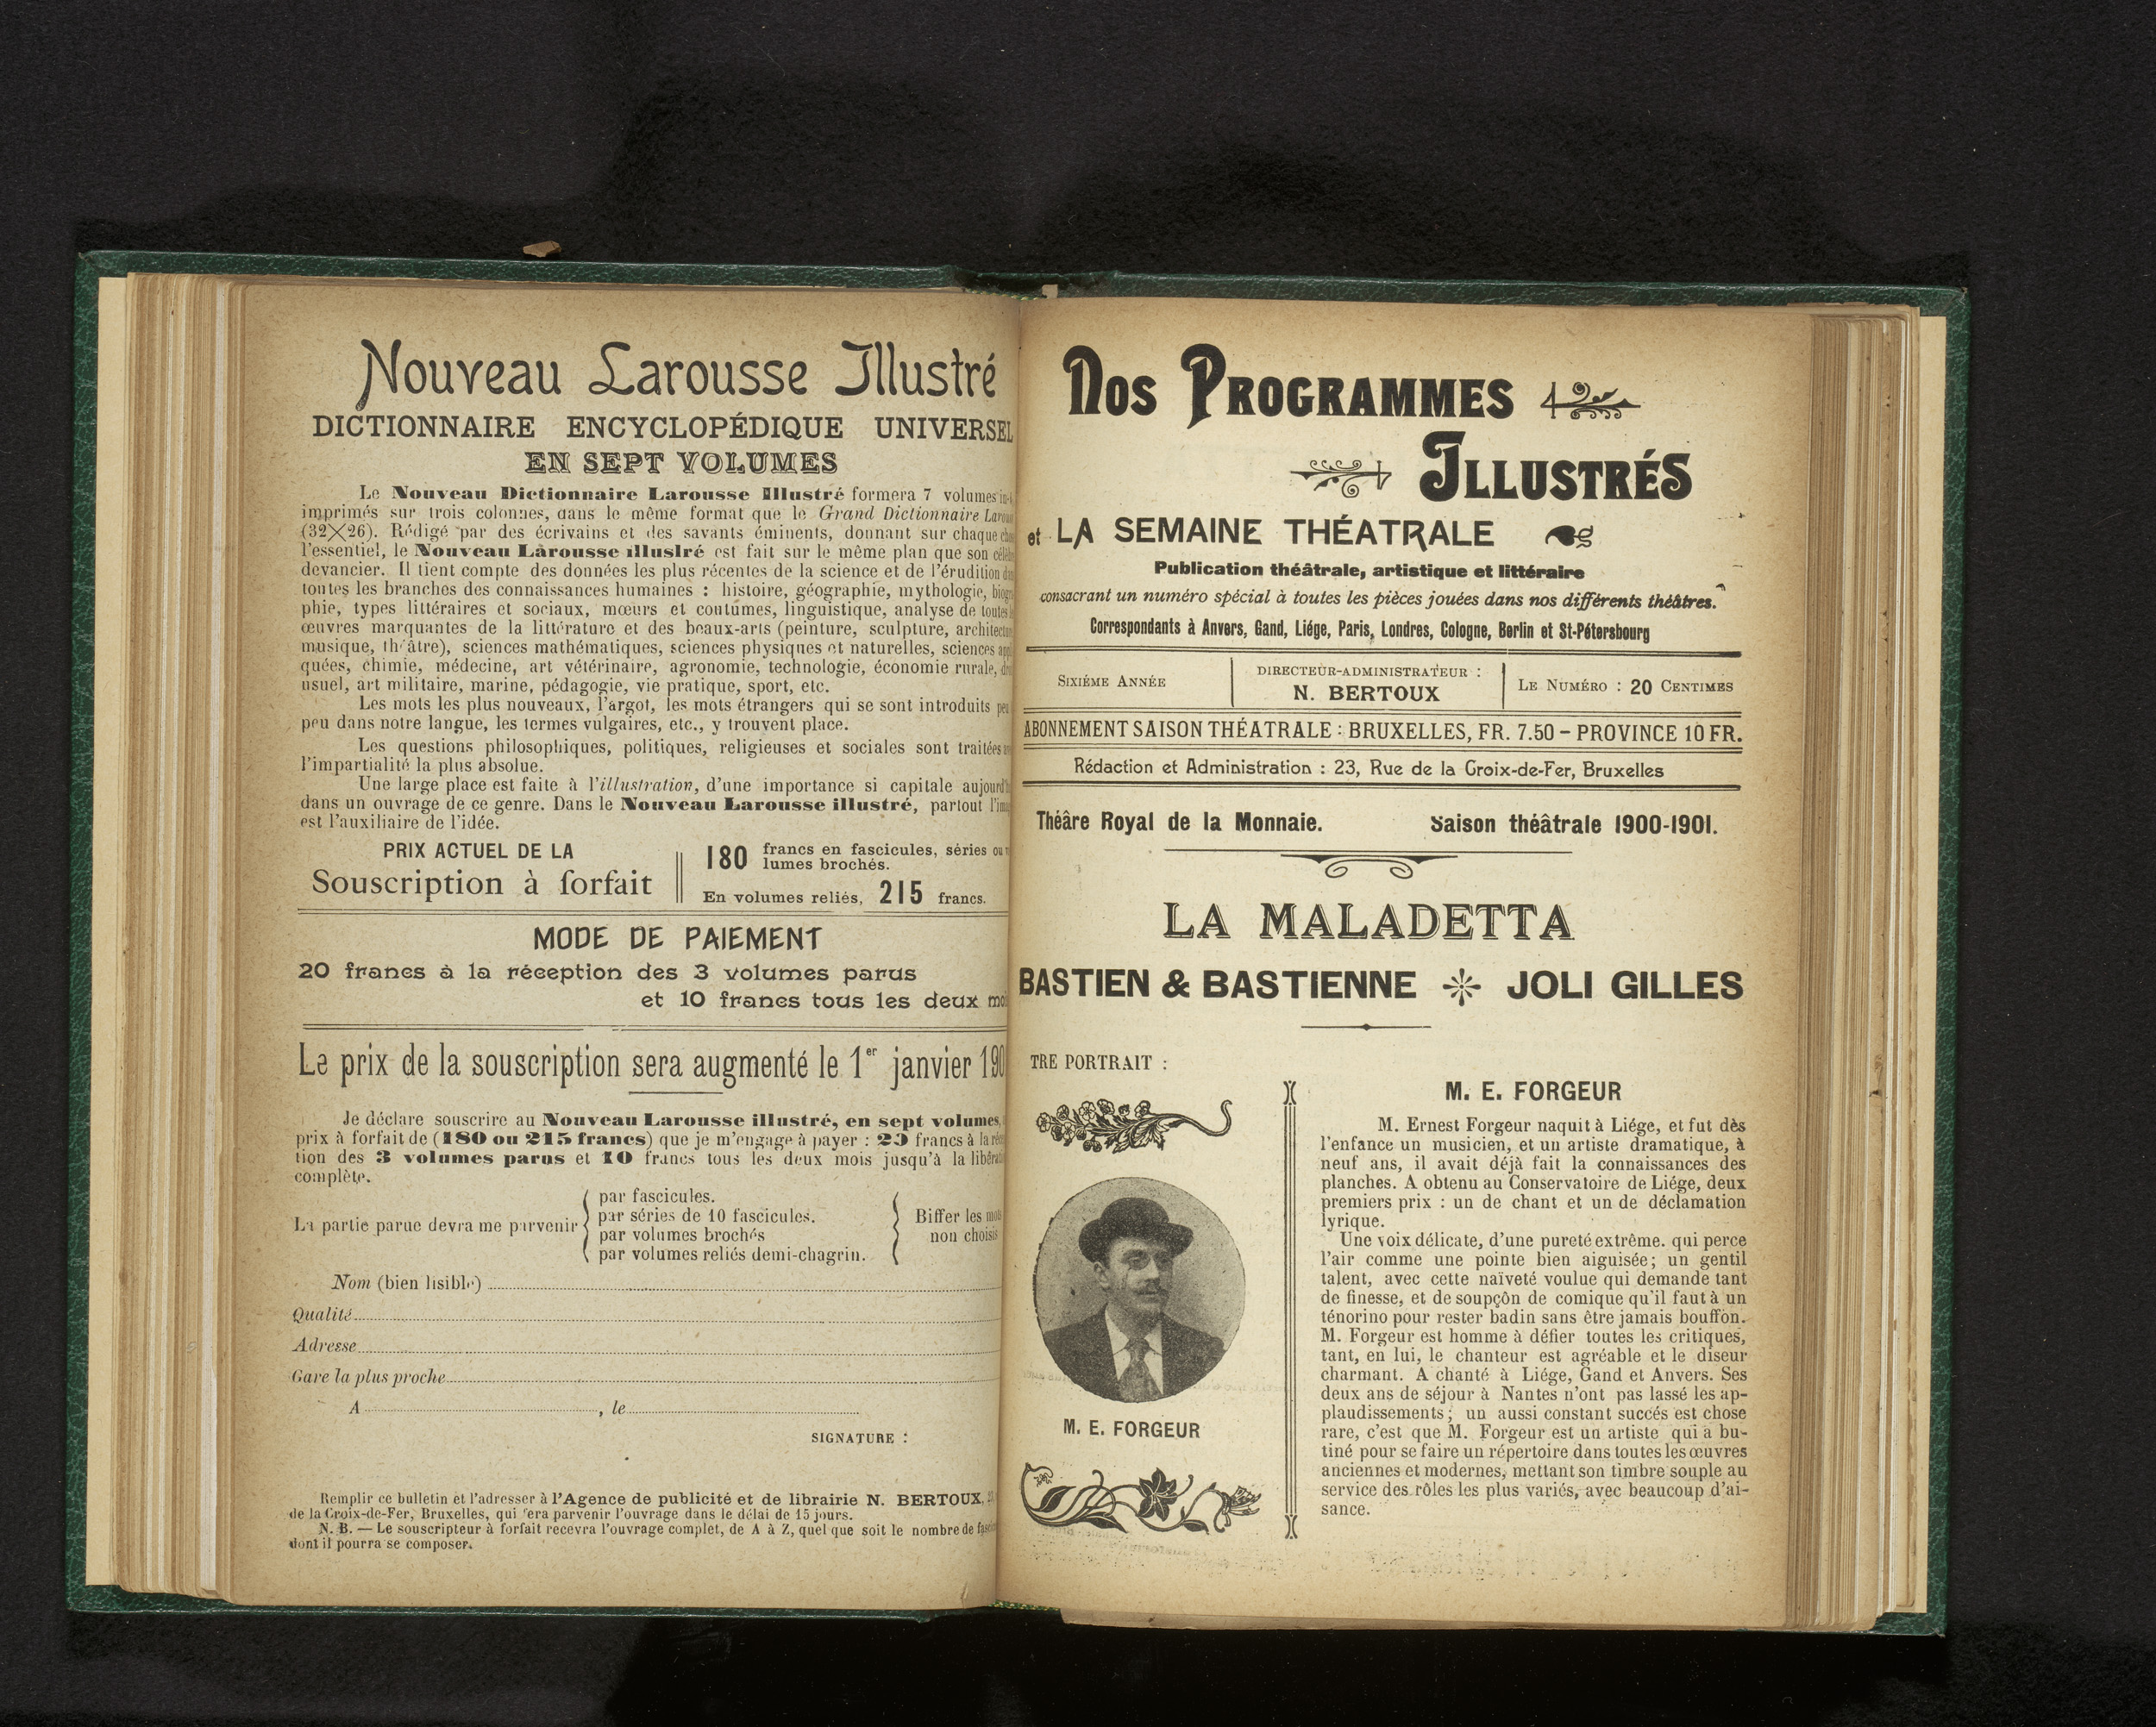 Nouveau Larousse Illustré
DICTIONNAIRE ENCYCLOPÉDIQUE UNIVERSEL
EN SEPT VOLUMES
Le Nouveau Dictionnaire Larousse Illustré formera 7 volumes
imprimés sur trois colonnes, dans le même format que le Grand Dictionnaire
(32×26). Rédigé par des écrivains et des savants éminents, donnant sur chaque
l'essentiel, le Nouveau Larousse illusIré est fait sur le même plan que son
devancier. Il tient compte des données les plus récentes de la science et de l'érudition
toutes les branches des connaissances humaines : histoire, géographie, mythologie,
phie, types littéraires et sociaux, mœurs et coutumes, linguistique, analyse de toutes
œuvres marquantes de la littérature et des beaux-arts (peinture, sculpture,
musique, théâtre), sciences mathématiques, sciences physiques et naturelles, sciences
quées, chimie, médecine, art vétérinaire, agronomie, technologie, économie rurale,
usuel, art militaire, marine, pédagogie, vie pratique, sport, etc.
Les mots les plus nouveaux, l'argot, les mots étrangers qui se sont introduits peu
peu dans notre langue, les termes vulgaires, etc., y trouvent place.
Les questions philosophiques, politiques, religieuses et sociales sont traitées
l'impartialité la plus absolue.
Une large place est faite à l'illustration, d'une importance si capitale
dans un ouvrage de ce genre. Dans le Nouveau Larousse illustré, partout
est l'auxiliaire de l'idée.
PRIX ACTUEL DE LA
Souscription à forfait
180 francs en fascicules, séries ou
lumes brochés.
En volumes reliés, 215 francs.
MODE DE PAIEMENT
20 francs à la réception des 3 volumes parus
et 10 francs tous les deux
Le prix de la souscription sera augmenté le 1er janvier
Je déclare souscrire au Nouveau Larousse illustré, en sept volumes,
prix à forfait de (180 ou 215 francs) que je m'engage à payer : 20 francs à la
tion des 3 volumes parus et 10 francs tous les deux mois jusqu'à la
complète.
La partie parue devra me parvenir
par fascicules.
par séries de 10 fascicules.
par volumes brochés
par volumes reliés demi-chagrin.
Biffer les
non choisis
Nom (bien lisible)
Qualité
Adresse
Gare la plus proche
A , le
SIGNATURE :
Remplir ce bulletin et l'adresser à l'Agence de publicité et de librairie N. BERTOUX,
de la Croix-de-Fer, Bruxelles, qui fera parvenir l'ouvrage dans le délai de 15 jours.
N. B. — Le souscripteur à forfait recevra l'ouvrage complet, de A à Z, quel que soit le nombre de
dont il pourra se composer.
Nos Programmes
Illustrés
et LA SEMAINE THÉATRALE
Publication théâtrale, artistique et littéraire
consacrant un numéro spécial à toutes les pièces jouées dans nos différents théâtres.
Correspondants à Anvers, Gand, Liége, Paris, Londres, Cologne, Berlin et St-Pétersbourg
Sixiéme Année
DIRECTEUR-ADMINISTRATEUR :
N. BERTOUX
Le Numéro : 20 Centimes
ABONNEMENT SAISON THÉATRALE : BRUXELLES, FR. 7.50 – PROVINCE 10 FR.
Rédaction et Administration : 23, Rue de la Croix-de-Fer, Bruxelles
Théâre Royal de la Monnaie. Saison théâtrale 1900-1901.
LA MALADETTA
BASTIEN & BASTIENNE JOLI GILLES
TRE PORTRAIT :
M. E. FORGEUR
M. E. FORGEUR
M. Ernest Forgeur naquit à Liége, et fut dès
l'enfance un musicien, et un artiste dramatique, à
neuf ans, il avait déjà fait la connaissances des
planches. A obtenu au Conservatoire de Liége, deux
premiers prix : un de chant et un de déclamation
lyrique.
Une voix délicate, d'une pureté extrême. qui perce
l'air comme une pointe bien aiguisée; un gentil
talent, avec cette naïveté voulue qui demande tant
de finesse, et de soupçôn de comique qu'il faut à un
ténorino pour rester badin sans être jamais bouffon.
M. Forgeur est homme à défier toutes les critiques,
tant, en lui, le chanteur est agréable et le diseur
charmant. A chanté à Liége, Gand et Anvers. Ses
deux ans de séjour à Nantes n'ont pas lassé les ap-
plaudissements; un aussi constant succés est chose
rare, c'est que M. Forgeur est un artiste qui a bu-
tiné pour se faire un répertoire dans toutes les œuvres
anciennes et modernes, mettant son timbre souple au
service des rôles les plus variés, avec beaucoup d'ai-
sance.